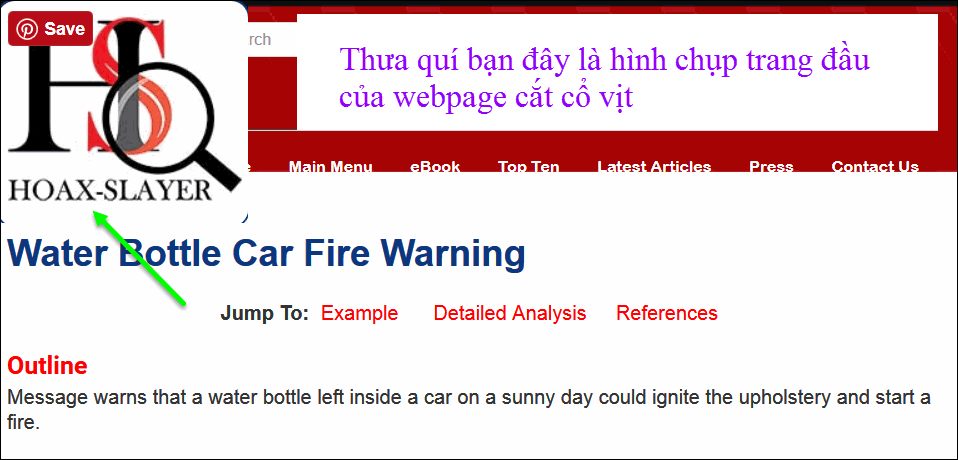 Save
HS
HOAX-SLAYER
rch
Thưa quí bạn đây là hình chụp trang đầu
của webpage cắt cổ vịt
e Main Menu eBook Top Ten Latest Articles Press Contact Us
Water Bottle Car Fire Warning
Jump To: Example Detailed Analysis References
Outline
Message warns that a water bottle left inside a car on a sunny day could ignite the upholstery and start a
fire.